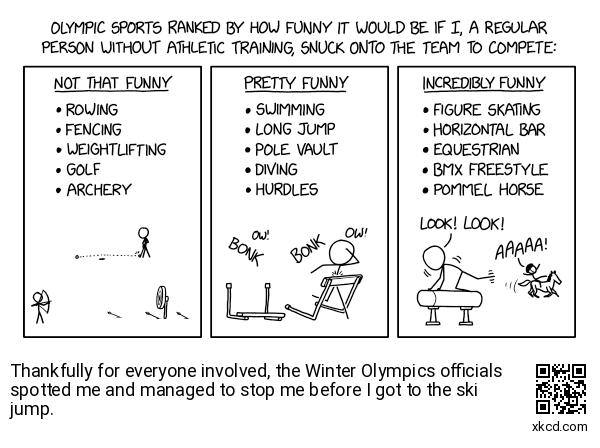 OLYMPIC SPORTS RANKED BY HOW FUNNY IT WOULD BE IF I, A REGULAR
PERSON WITHOUT ATHLETIC TRAINING, SNUCK ONTO THE TEAM TO COMPETE:
NOT THAT FUNNY
• ROWING
• FENCING
• WEIGHTLIFTING
• GOLF
• ARCHERY
PRETTY FUNNY
• SWIMMING
• LONG JUMP
• POLE VAULT
• DIVING
• HURDLES
OW!
BONK
BONK
OW!
INCREDIBLY FUNNY
• FIGURE SKATING
• HORIZONTAL BAR
• EQUESTRIAN
• BMX FREESTYLE
• POMMEL HORSE
LOOK! LOOK!
AAAAA!
Thankfully for everyone involved, the Winter Olympics officials
spotted me and managed to stop me before I got to the ski
jump.
xkcd.com